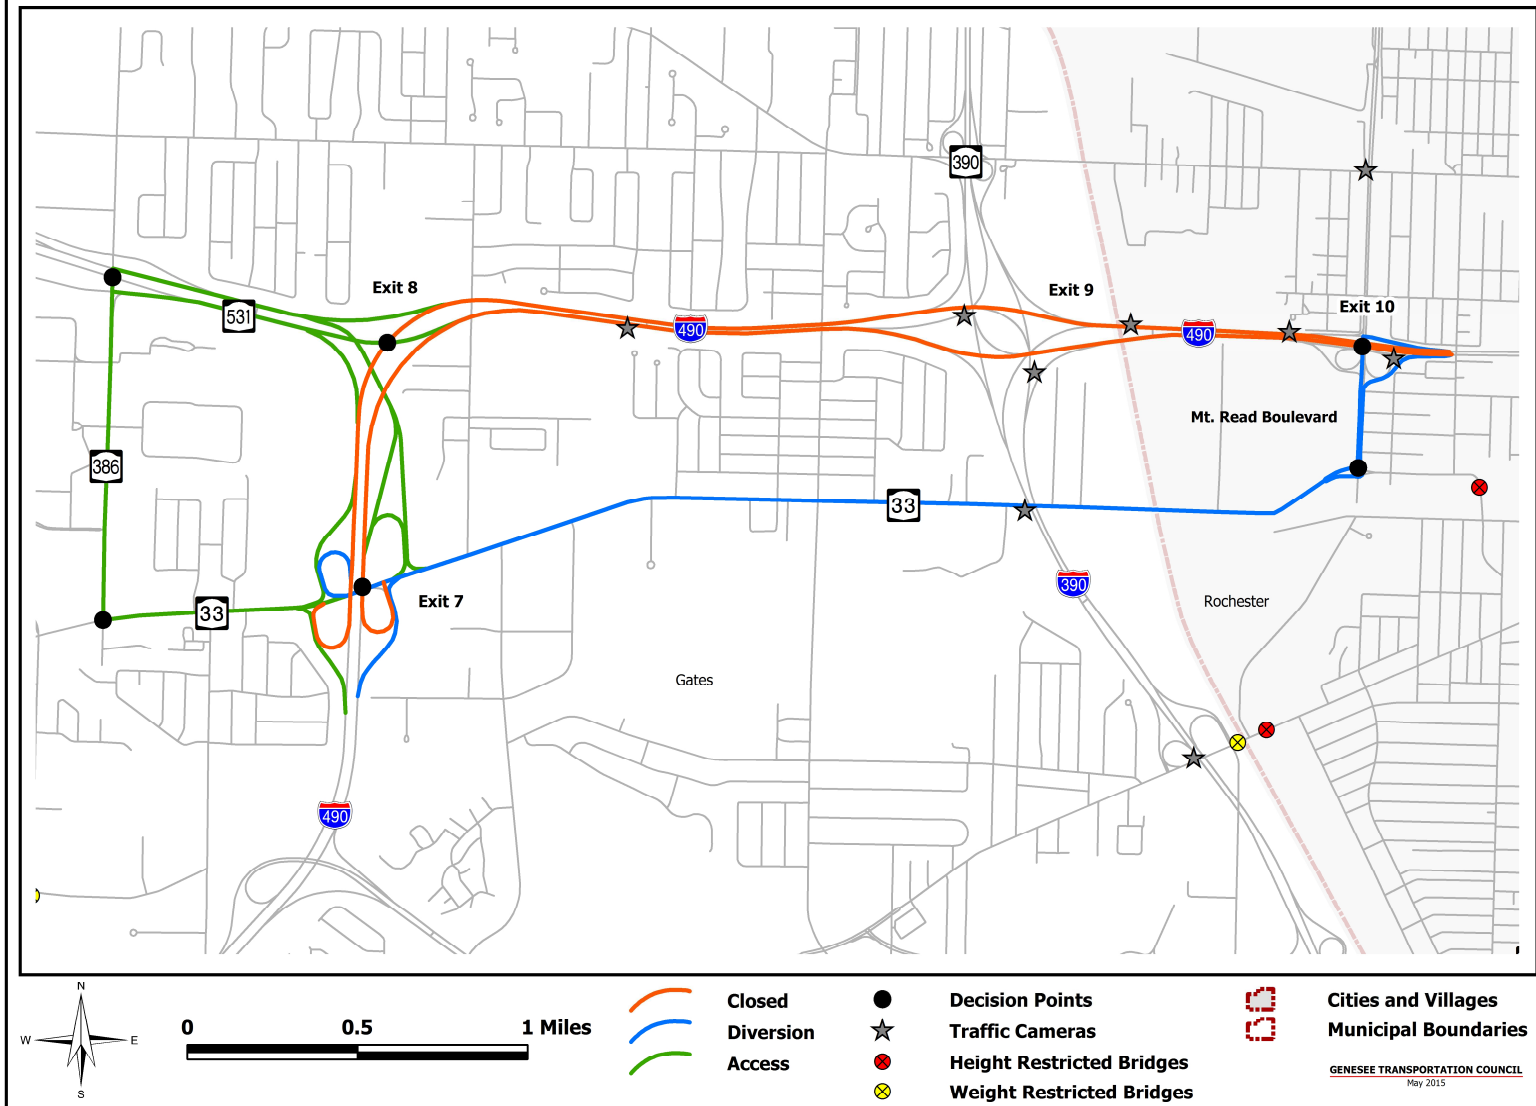 390
Exit 8
Exit 9
Exit 10
531
490
490
Mt. Read Boulevard
386
33
390
Exit 7
Rochester
33
Gates
490
N
W E
S
0 0.5 1 Miles
Closed
Diversion
Access
Decision Points
Traffic Cameras
Height Restricted Bridges
Weight Restricted Bridges
Cities and Villages
Municipal Boundaries
GENESEE TRANSPORTATION COUNCIL
May 2015